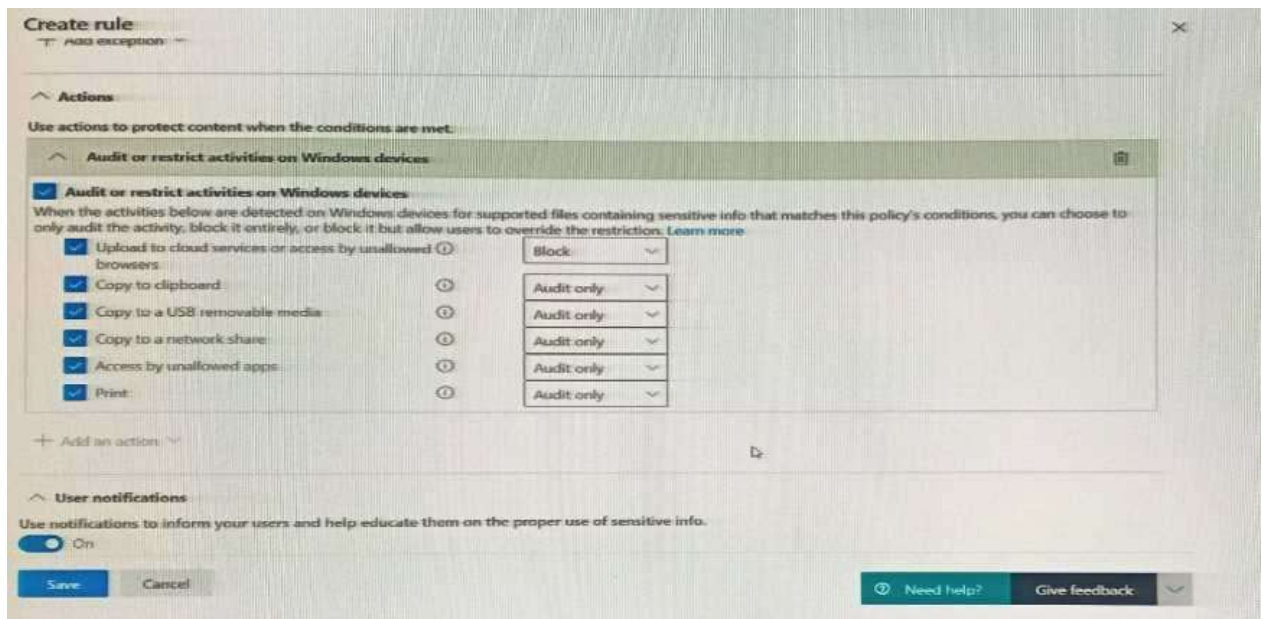 Create rule
+ Add exception
Actions
Use actions to protect content when the conditions are met.
Audit or restrict activities on Windows devices
Audit or restrict activities on Windows devices
When the activities below are detected on Windows devices for supported files containing sensitive info that matches this policy's conditions, you can choose to
only audit the activity, block it entirely, or block it but allow users to override the restriction. Learn more
Upload to cloud services or access by unallowed Block
browsers
Copy to clipboard Audit only
Copy to a USB removable media Audit only
Copy to a network share Audit only
Access by unallowed apps Audit only
Print Audit only
+ Add an action
User notifications
Use notifications to inform your users and help educate them on the proper use of sensitive info.
On
Save Cancel Need help? Give feedback